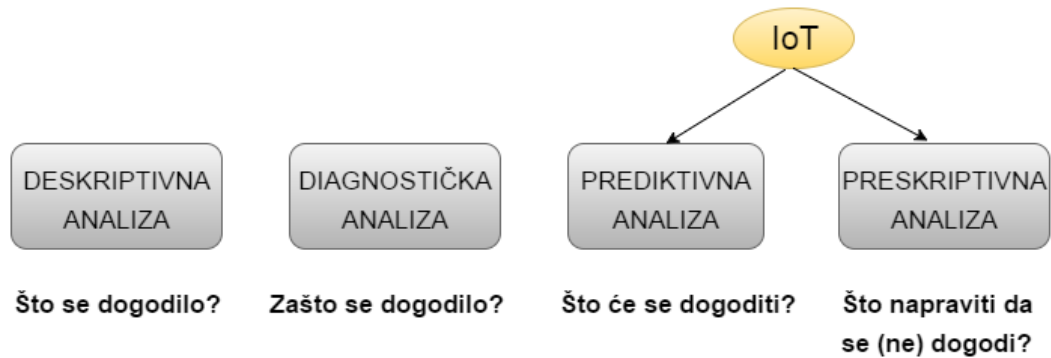 IoT
DESKRIPTIVNA
ANALIZA
DIAGNOSTIČKA
ANALIZA
PREDIKTIVNA
ANALIZA
PRESKRIPTIVNA
ANALIZA
Što se dogodilo?
Zašto se dogodilo?
Što će se dogoditi?
Što napraviti da
se (ne) dogodi?